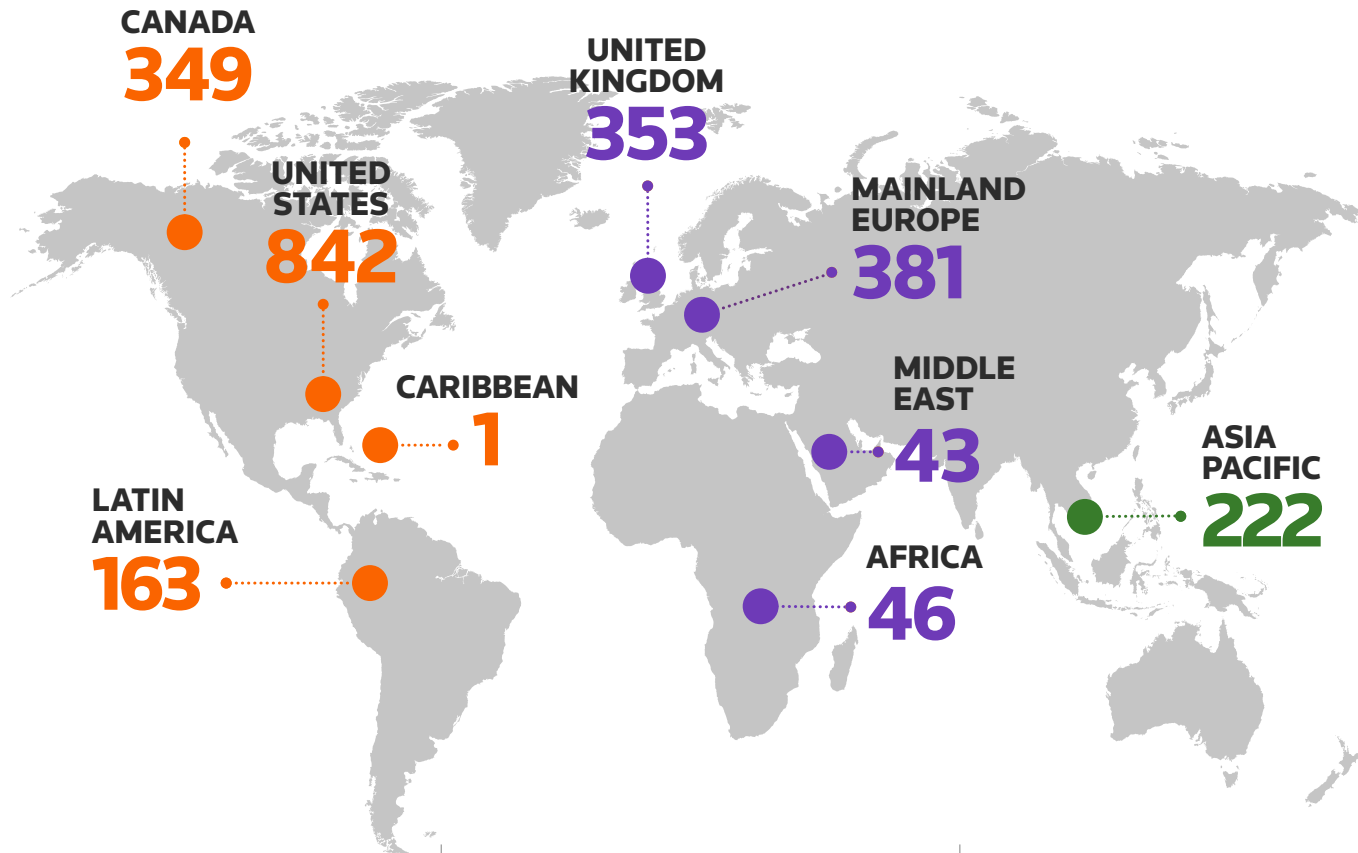 CANADA
349
UNITED
STATES
842
CARIBBEAN
1
LATIN
AMERICA
163
UNITED
KINGDOM
353
MAINLAND
EUROPE
381
MIDDLE
EAST
43
AFRICA
46
ASIA
PACIFIC
222